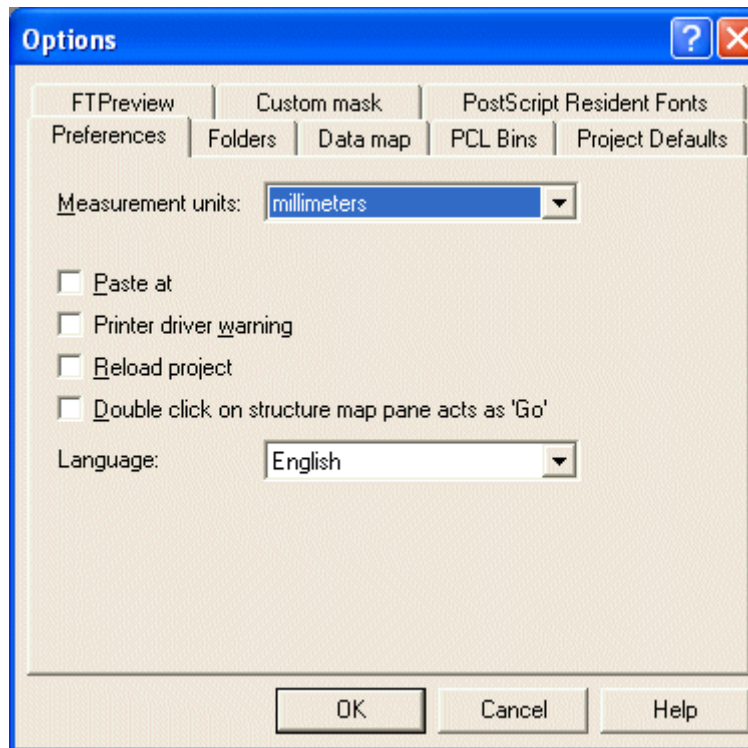 Options
FTPreview Custom mask PostScript Resident Fonts
Preferences Folders Data map PCL Bins Project Defaults
Measurement units: millimeters
Paste at
Printer driver warning
Reload project
Double click on structure map pane acts as 'Go'
Language: English
OK Cancel Help